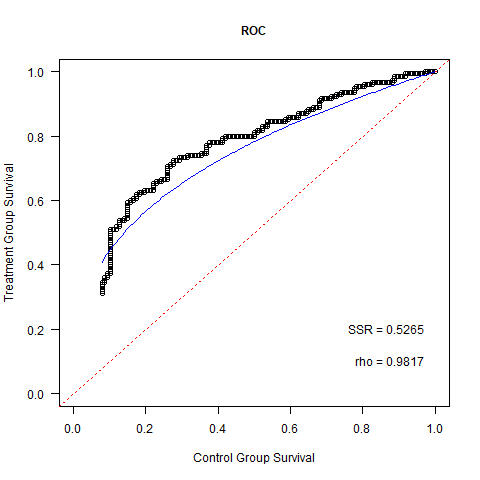 ROC
Treatment Group Survival
1.0
0.8
0.6
0.4
0.2
0.0
SSR = 0.5265
rho = 0.9817
0.0 0.2 0.4 0.6 0.8 1.0
Control Group Survival